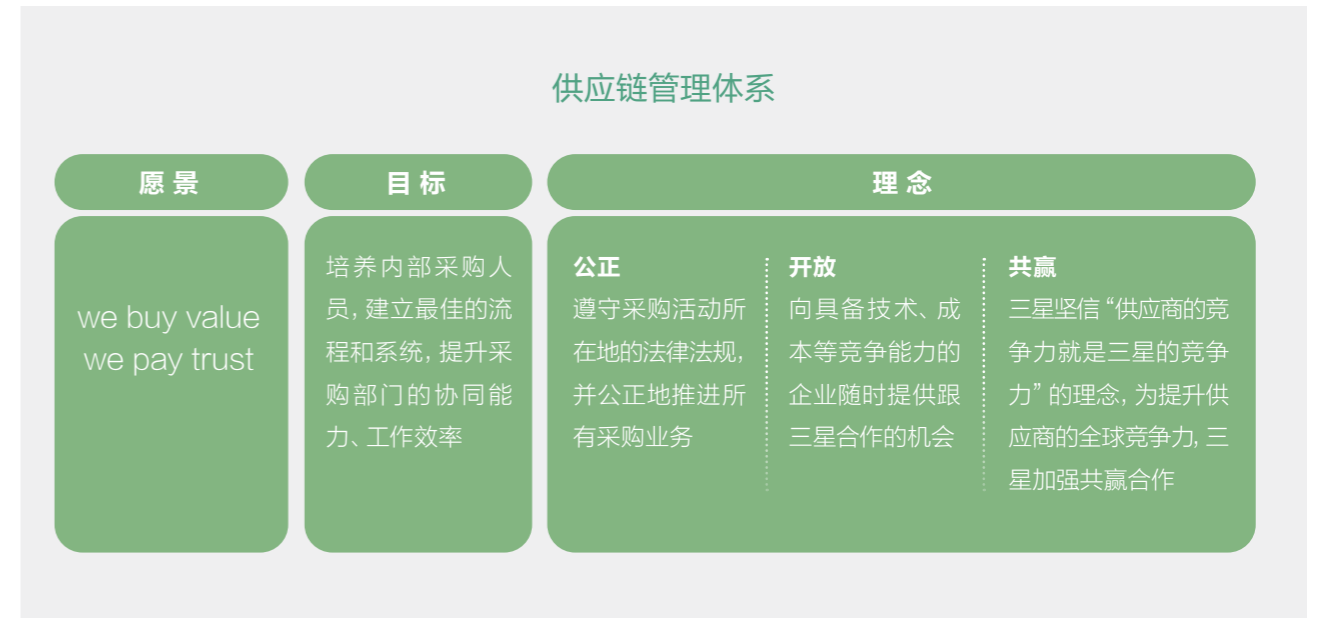 供应链管理体系
愿景
we buy value
we pay trust
目标
培养内部采购人
员，建立最佳的流
程和系统，提升采
购部门的协同能
力、工作效率
理念
公正
遵守采购活动所
在地的法律法规，
并公正地推进所
有采购业务
开放
向具备技术、成
本等竞争能力的
企业随时提供跟
三星合作的机会
共赢
三星坚信“供应商的竞
争力就是三星的竞争
力”的理念，为提升供
应商的全球竞争力，三
星加强共赢合作